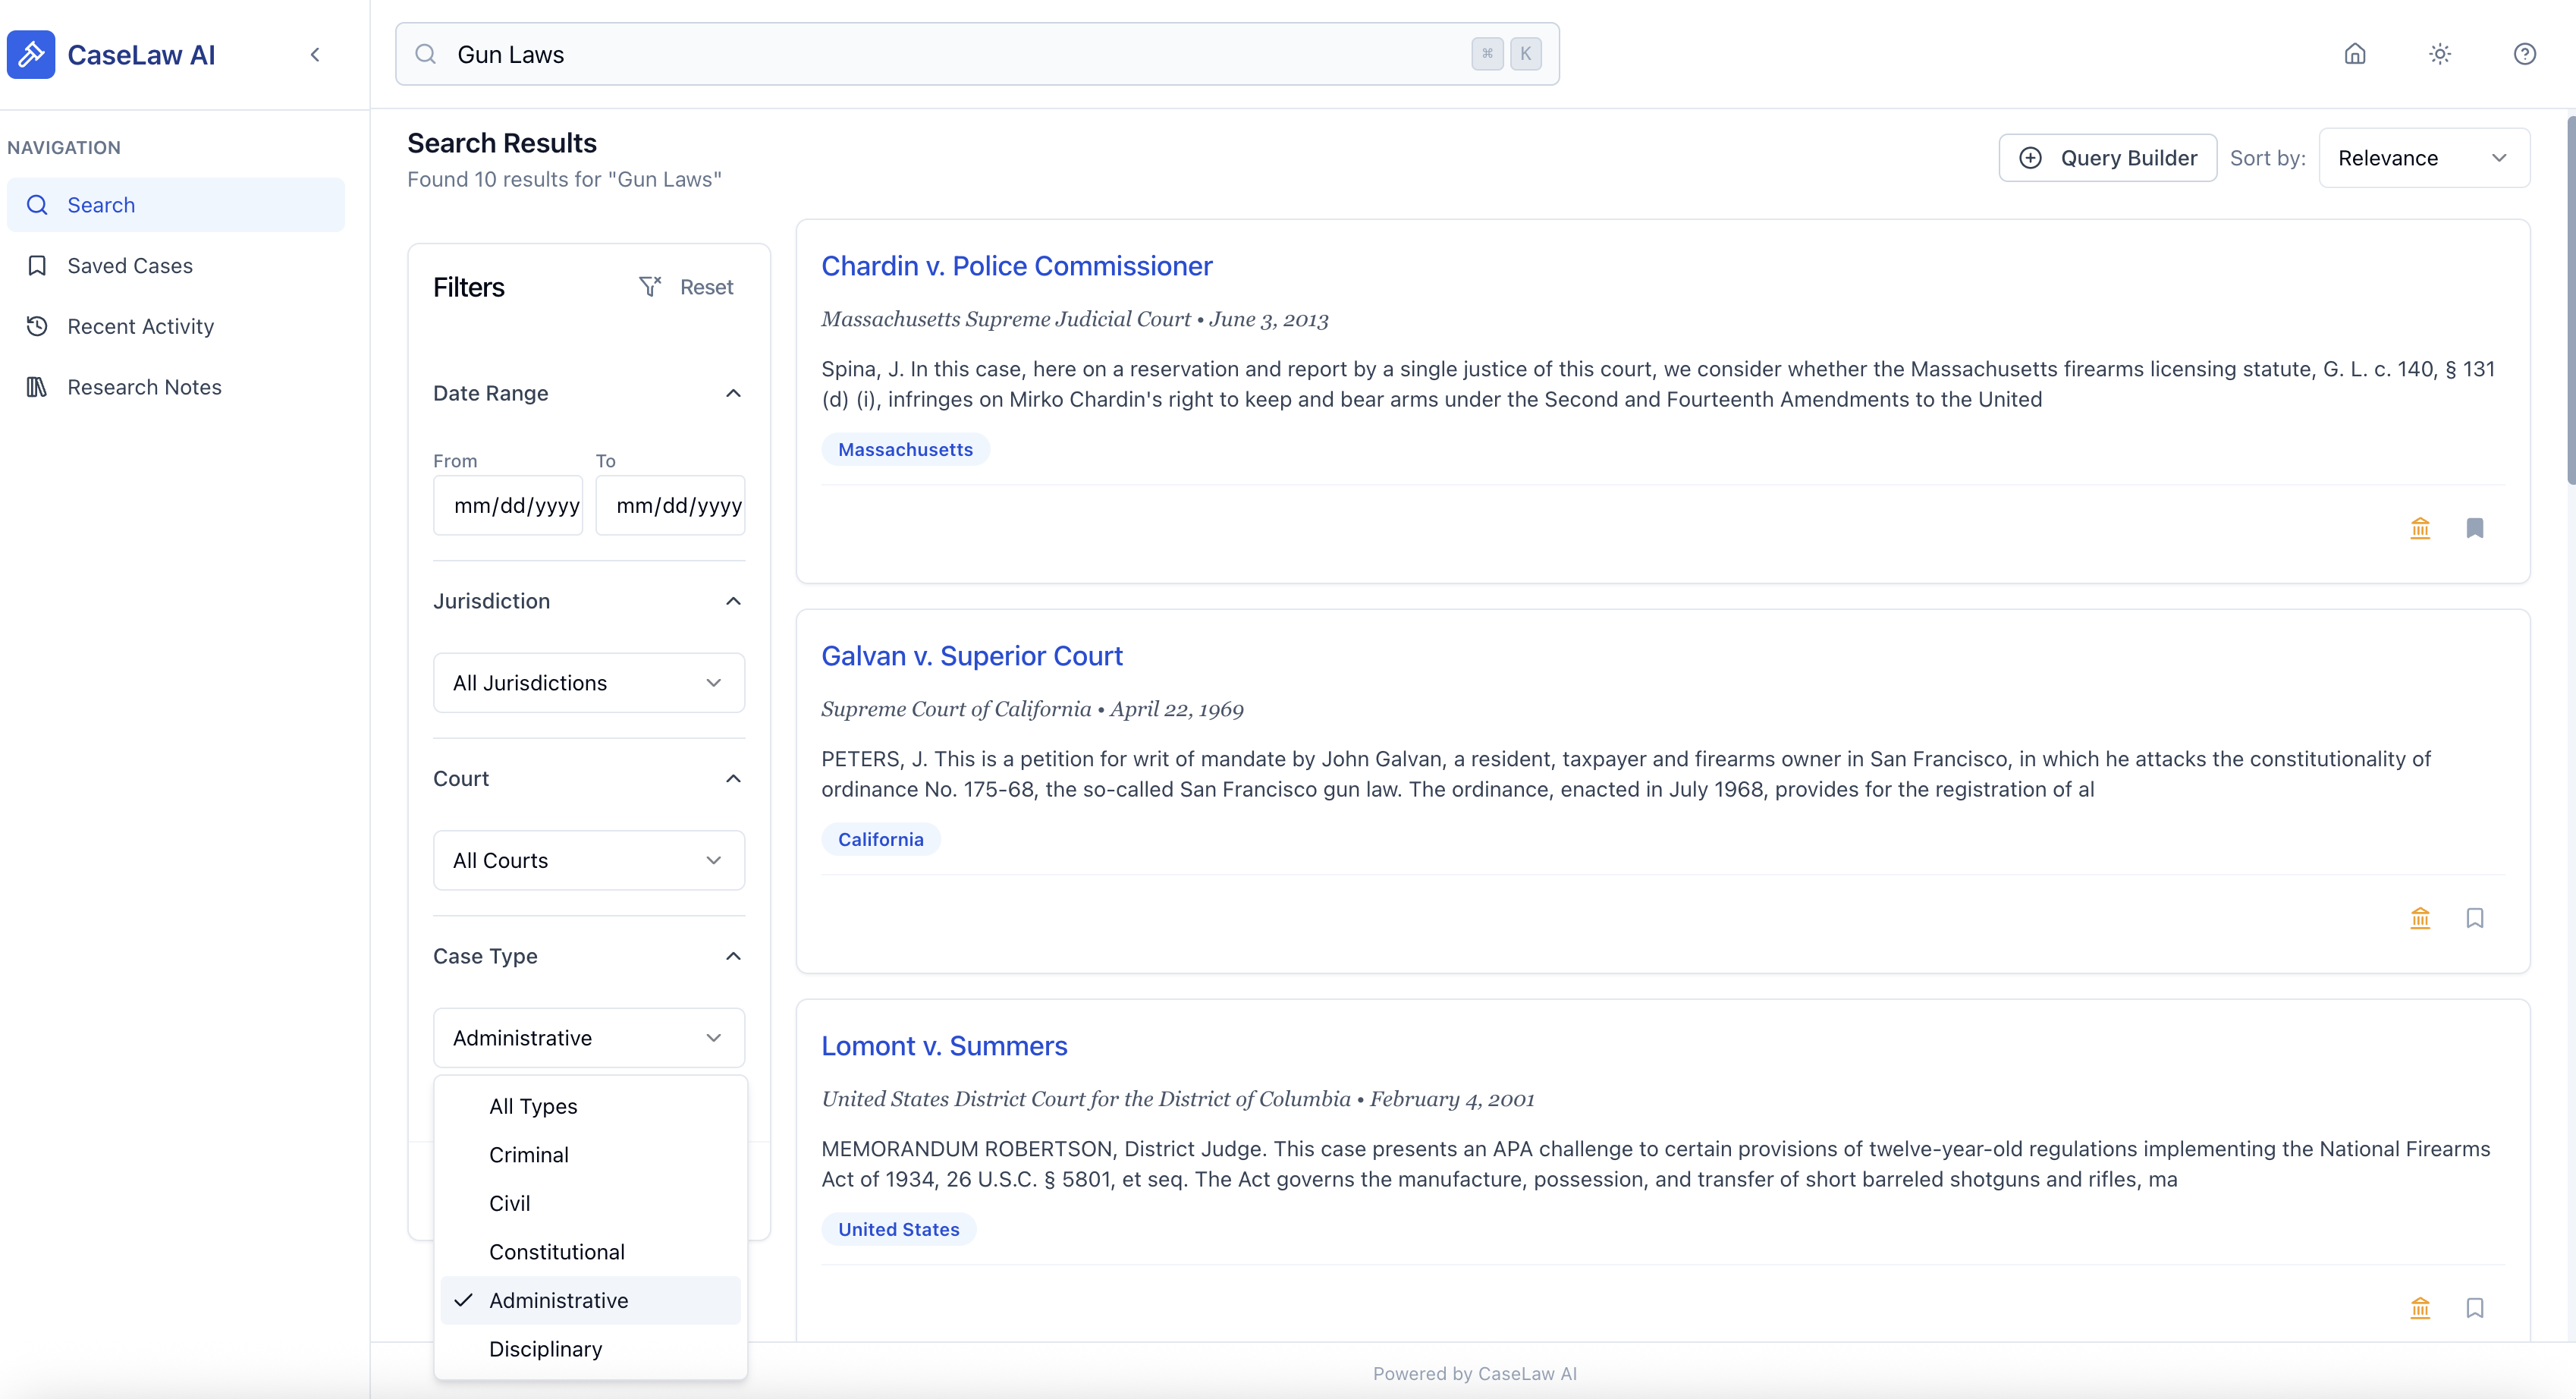 CaseLaw AI
Gun Laws
⌘ K
NAVIGATION
Search
Saved Cases
Recent Activity
Research Notes
Search Results
Found 10 results for "Gun Laws"
Query Builder
Sort by:
Relevance
Filters
Reset
Date Range
From
To
mm/dd/yyyy
mm/dd/yyyy
Jurisdiction
All Jurisdictions
Court
All Courts
Case Type
Administrative
All Types
Criminal
Civil
Constitutional
Administrative
Disciplinary
Chardin v. Police Commissioner
Massachusetts Supreme Judicial Court • June 3, 2013
Spina, J. In this case, here on a reservation and report by a single justice of this court, we consider whether the Massachusetts firearms licensing statute, G. L. c. 140, § 131
(d) (i), infringes on Mirko Chardin's right to keep and bear arms under the Second and Fourteenth Amendments to the United
Massachusetts
Galvan v. Superior Court
Supreme Court of California • April 22, 1969
PETERS, J. This is a petition for writ of mandate by John Galvan, a resident, taxpayer and firearms owner in San Francisco, in which he attacks the constitutionality of
ordinance No. 175-68, the so-called San Francisco gun law. The ordinance, enacted in July 1968, provides for the registration of al
California
Lomont v. Summers
United States District Court for the District of Columbia • February 4, 2001
MEMORANDUM ROBERTSON, District Judge. This case presents an APA challenge to certain provisions of twelve-year-old regulations implementing the National Firearms
Act of 1934, 26 U.S.C. § 5801, et seq. The Act governs the manufacture, possession, and transfer of short barreled shotguns and rifles, ma
United States
Powered by CaseLaw AI